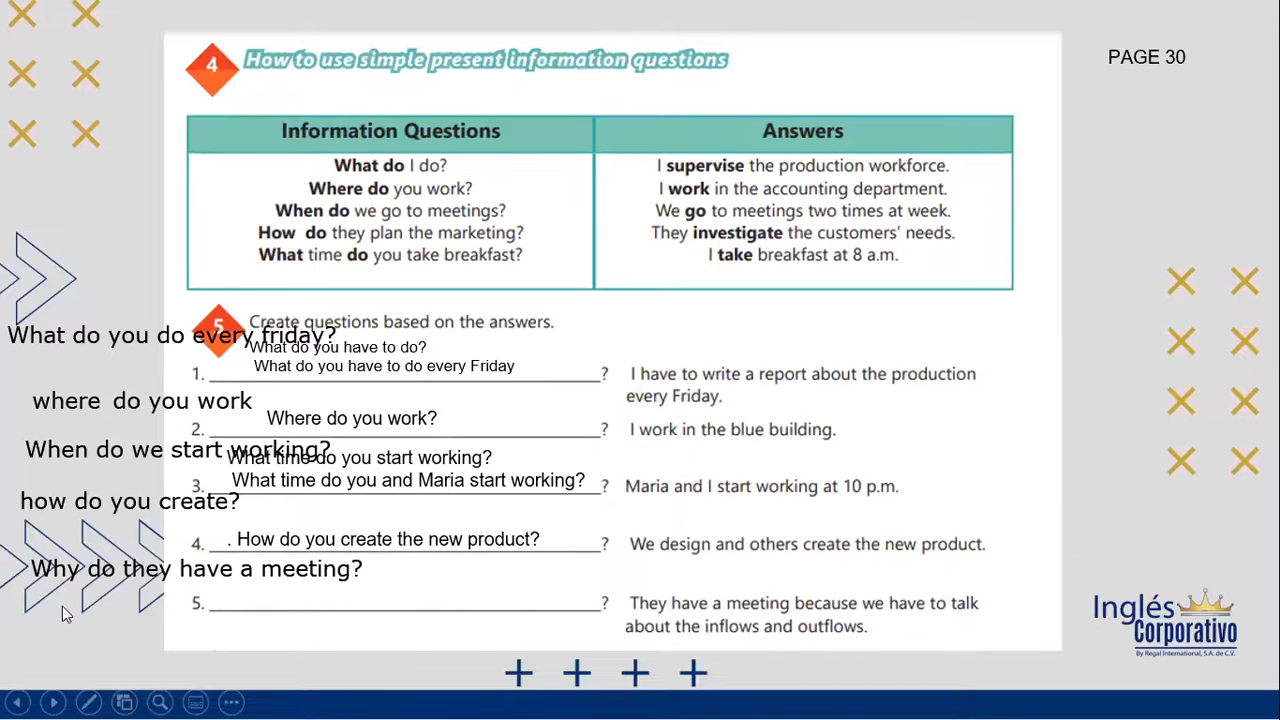 PAGE 30
4 How to use simple present information questions
Information Questions Answers
What do I do? I supervise the production workforce.
Where do you work? I work in the accounting department.
When do we go to meetings? We go to meetings two times at week.
How do they plan the marketing? They investigate the customers' needs.
What time do you take breakfast? I take breakfast at 8 a.m.
5 Create questions based on the answers.
What do you do every friday?
What do you have to do?
What do you have to do every Friday
1. ? I have to write a report about the production
every Friday.
where do you work
Where do you work?
2. ? I work in the blue building.
When do we start working?
What time do you start working?
What time do you and Maria start working?
3. ? Maria and I start working at 10 p.m.
how do you create?
. How do you create the new product?
4. ? We design and others create the new product.
Why do they have a meeting?
5. ? They have a meeting because we have to talk
about the inflows and outflows.
Inglés
Corporativo
By Regal International, S.A. de C.V.